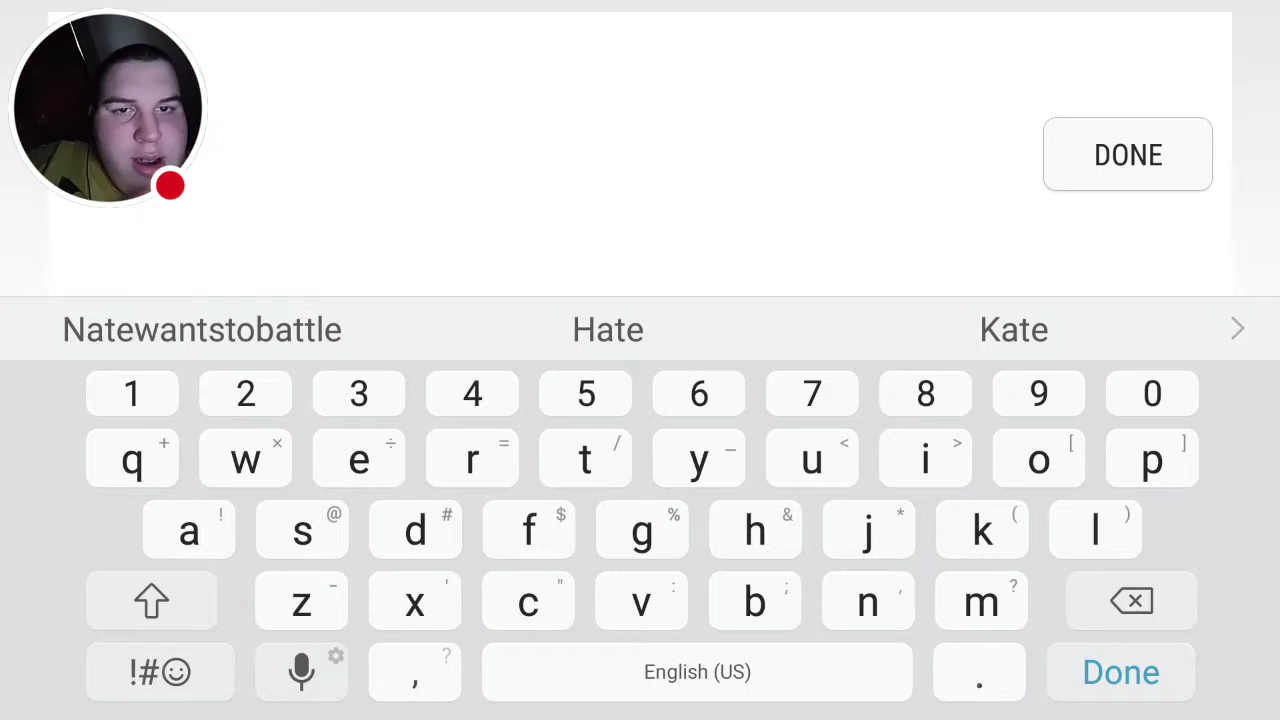 DONE
Natewantstobattle Hate Kate
1 2 3 4 5 6 7 8 9 0
q + w × e ÷ r = t / y _ u < i > o [ p ]
a ! s @ d # f $ g % h & j * k ( l )
z - x ' c " v : b ; n , m ?
!#☺ , ? English (US) . Done